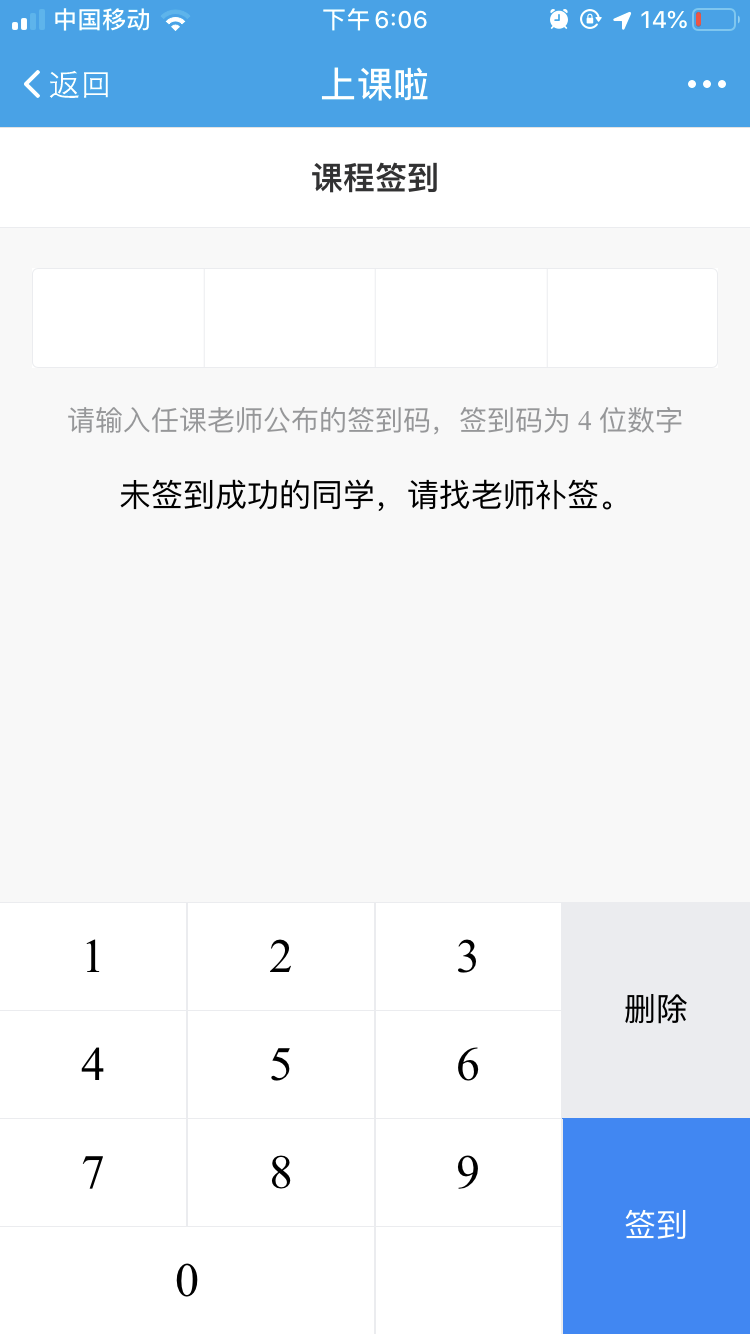 中国移动 下午6:06 14%
返回 上课啦
课程签到
请输入任课老师公布的签到码，签到码为 4 位数字
未签到成功的同学，请找老师补签。
1 2 3
删除
4 5 6
7 8 9
签到
0